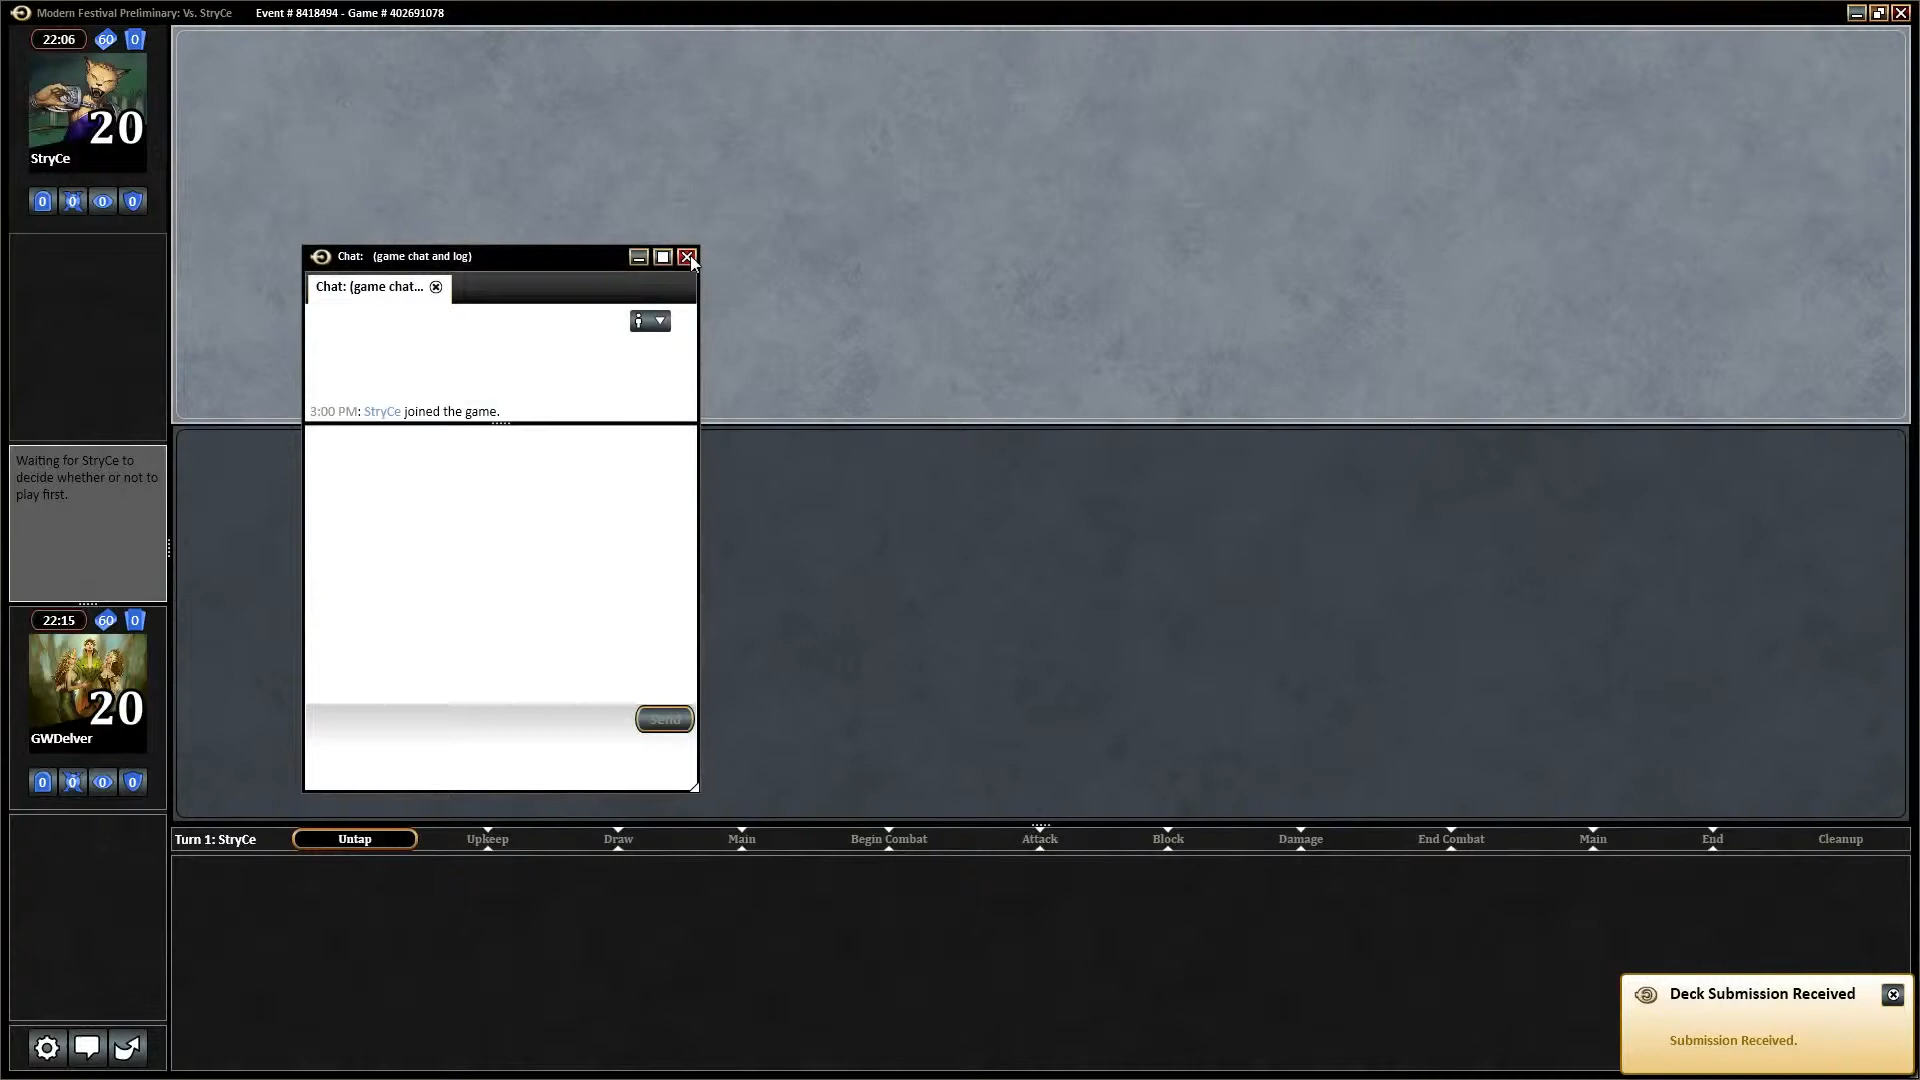 Modern Festival Preliminary: Vs. StryCe
Event # 8418494 - Game # 402691078
22:06 60 0
20
StryCe
0 0 0 0
Chat: (game chat and log)
Chat: (game chat...
3:00 PM: StryCe joined the game.
Send
Waiting for StryCe to
decide whether or not to
play first.
22:15 60 0
20
GWDelver
0 0 0 0
Turn 1: StryCe
Untap
Upkeep
Draw
Main
Begin Combat
Attack
Block
Damage
End Combat
Main
End
Cleanup
Deck Submission Received
Submission Received.